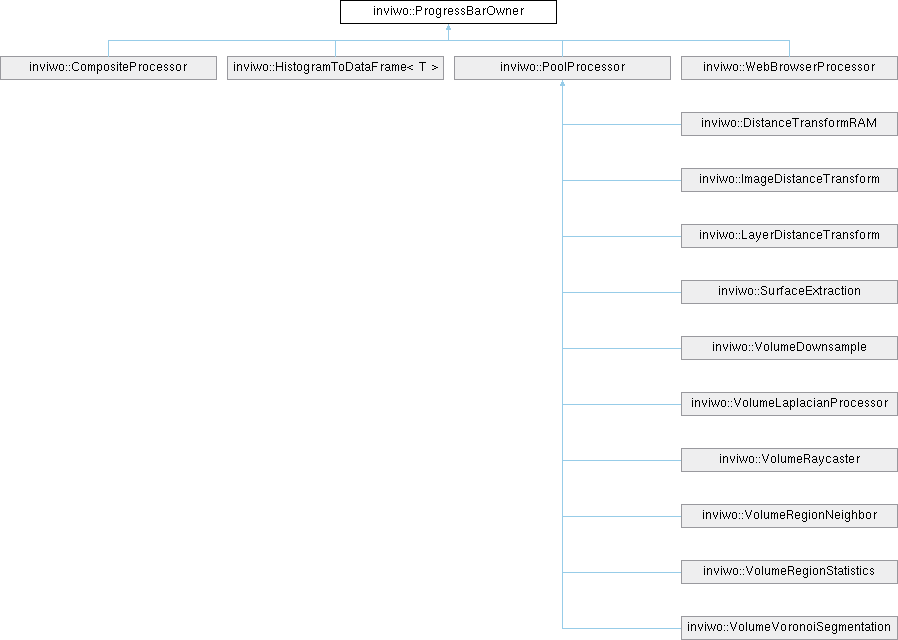 inviwo::ProgressBarOwner
inviwo::CompositeProcessor
inviwo::HistogramToDataFrame< T >
inviwo::PoolProcessor
inviwo::WebBrowserProcessor
inviwo::DistanceTransformRAM
inviwo::ImageDistanceTransform
inviwo::LayerDistanceTransform
inviwo::SurfaceExtraction
inviwo::VolumeDownsample
inviwo::VolumeLaplacianProcessor
inviwo::VolumeRaycaster
inviwo::VolumeRegionNeighbor
inviwo::VolumeRegionStatistics
inviwo::VolumeVoronoiSegmentation